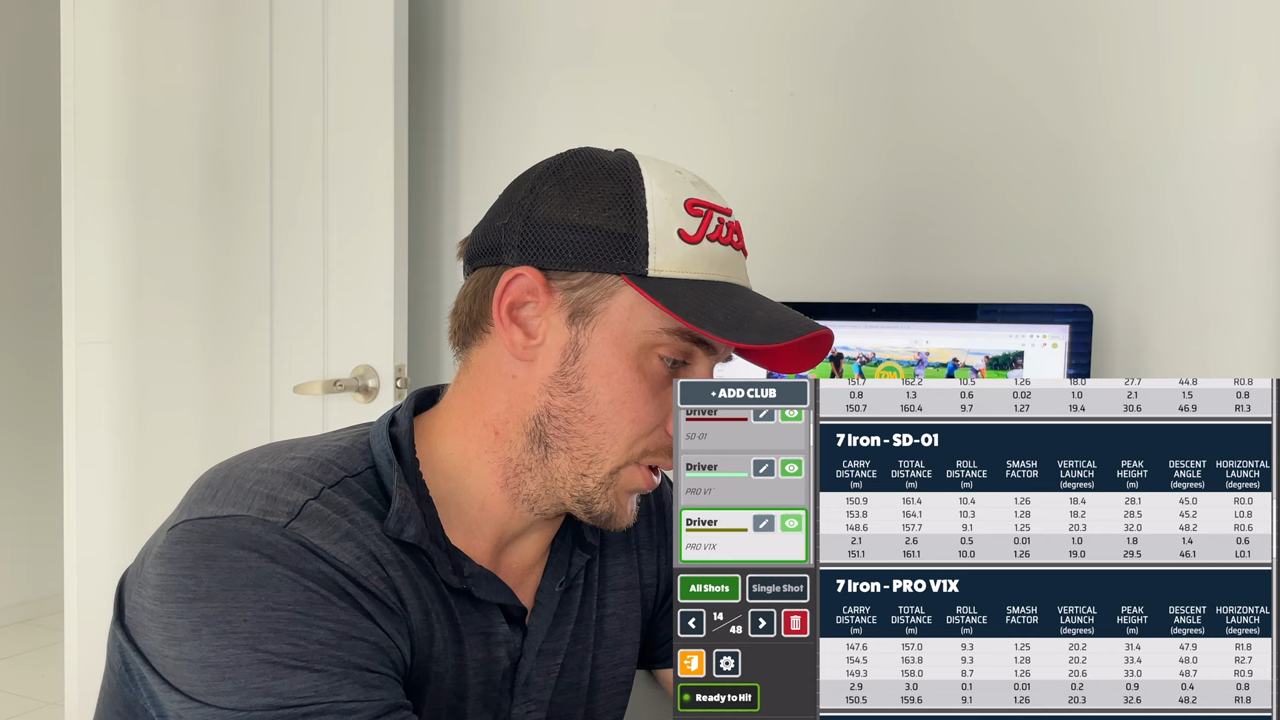 Tit
+ ADD CLUB
Driver
SD-01
Driver
PRO V1
Driver
PRO V1X
All Shots Single Shot
14/48
Ready to Hit
151.7 162.2 10.5 1.26 18.0 27.7 44.8 R0.8
0.8 1.3 0.6 0.02 1.0 2.1 1.5 0.8
150.7 160.4 9.7 1.27 19.4 30.6 46.9 R1.3
7 Iron - SD-01
CARRY TOTAL ROLL SMASH VERTICAL PEAK DESCENT HORIZONTAL
DISTANCE DISTANCE DISTANCE FACTOR LAUNCH HEIGHT ANGLE LAUNCH
(m) (m) (m) (degrees) (m) (degrees) (degrees)
150.9 161.4 10.4 1.26 18.4 28.1 45.0 R0.0
153.8 164.1 10.3 1.28 18.2 28.5 45.2 L0.8
148.6 157.7 9.1 1.25 20.3 32.0 48.2 R0.6
2.1 2.6 0.5 0.01 1.0 1.8 1.4 0.6
151.1 161.1 10.0 1.26 19.0 29.5 46.1 L0.1
7 Iron - PRO V1X
CARRY TOTAL ROLL SMASH VERTICAL PEAK DESCENT HORIZONTAL
DISTANCE DISTANCE DISTANCE FACTOR LAUNCH HEIGHT ANGLE LAUNCH
(m) (m) (m) (degrees) (m) (degrees) (degrees)
147.6 157.0 9.3 1.25 20.2 31.4 47.9 R1.8
154.5 163.8 9.3 1.28 20.2 33.4 48.0 R2.7
149.3 158.0 8.7 1.26 20.6 33.0 48.7 R0.9
2.9 3.0 0.1 0.01 0.2 0.9 0.4 0.8
150.5 159.6 9.1 1.26 20.3 32.6 48.2 R1.8